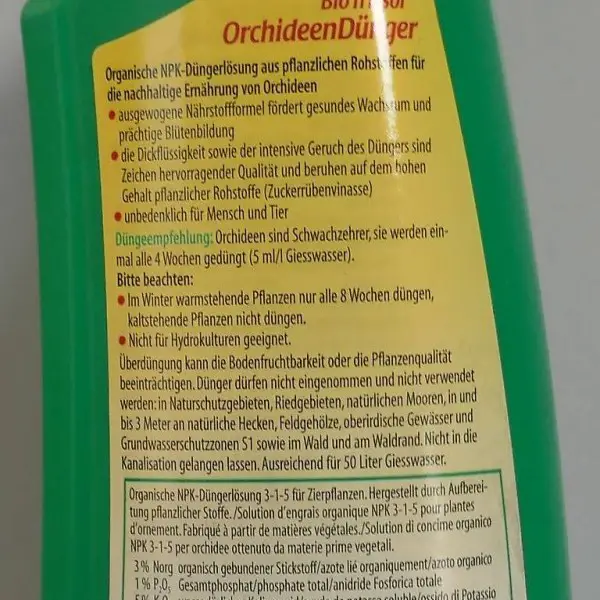 OrchideenDünger
Organische NPK-Düngerlösung aus pflanzlichen Rohstoffen für
die nachhaltige Ernährung von Orchideen
• ausgewogene Nährstoffformel fördert gesundes Wachstum und
prächtige Blütenbildung
• die Dickflüssigkeit sowie der intensive Geruch des Düngers sind
Zeichen hervorragender Qualität und beruhen auf dem hohen
Gehalt pflanzlicher Rohstoffe (Zuckerrübenvinasse)
• unbedenklich für Mensch und Tier
Düngeempfehlung: Orchideen sind Schwachzehrer, sie werden ein-
mal alle 4 Wochen gedüngt (5 ml/l Giesswasser).
Bitte beachten:
• Im Winter warmstehende Pflanzen nur alle 8 Wochen düngen,
kaltstehende Pflanzen nicht düngen.
• Nicht für Hydrokulturen geeignet.
Überdüngung kann die Bodenfruchtbarkeit oder die Pflanzenqualität
beeinträchtigen. Dünger dürfen nicht eingenommen und nicht verwendet
werden: in Naturschutzgebieten, Riedgebieten, natürlichen Mooren, in und
bis 3 Meter an natürliche Hecken, Feldgehölze, oberirdische Gewässer und
Grundwasserschutzzonen S1 sowie im Wald und am Waldrand. Nicht in die
Kanalisation gelangen lassen. Ausreichend für 50 Liter Giesswasser.
Organische NPK-Düngerlösung 3-1-5 für Zierpflanzen. Hergestellt durch Aufberei-
tung pflanzlicher Stoffe./Solution d'engrais organique NPK 3-1-5 pour plantes
d'ornement. Fabriqué à partir de matières végétales./Solution di concime organico
NPK 3-1-5 per orchidee ottenuto da materie prime vegetali.
3% Norg organisch gebundener Stickstoff/azote lié organiquement/azoto organico
1% P₂O₅ Gesamtphosphat/phosphate total/anidride Fosforica totale